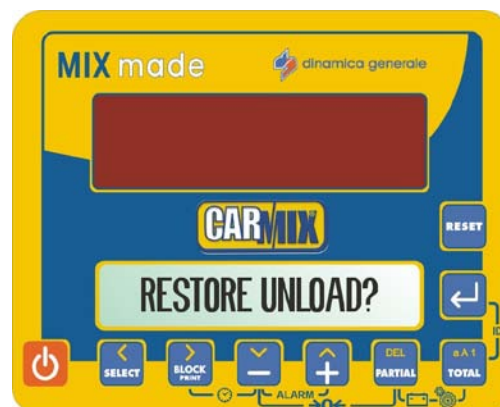 MIX made
dinamica generale
CARMIX
RESET
RESTORE UNLOAD?
SELECT
BLOCK
PRINT
ALARM
DEL
PARTIAL
a A 1
TOTAL